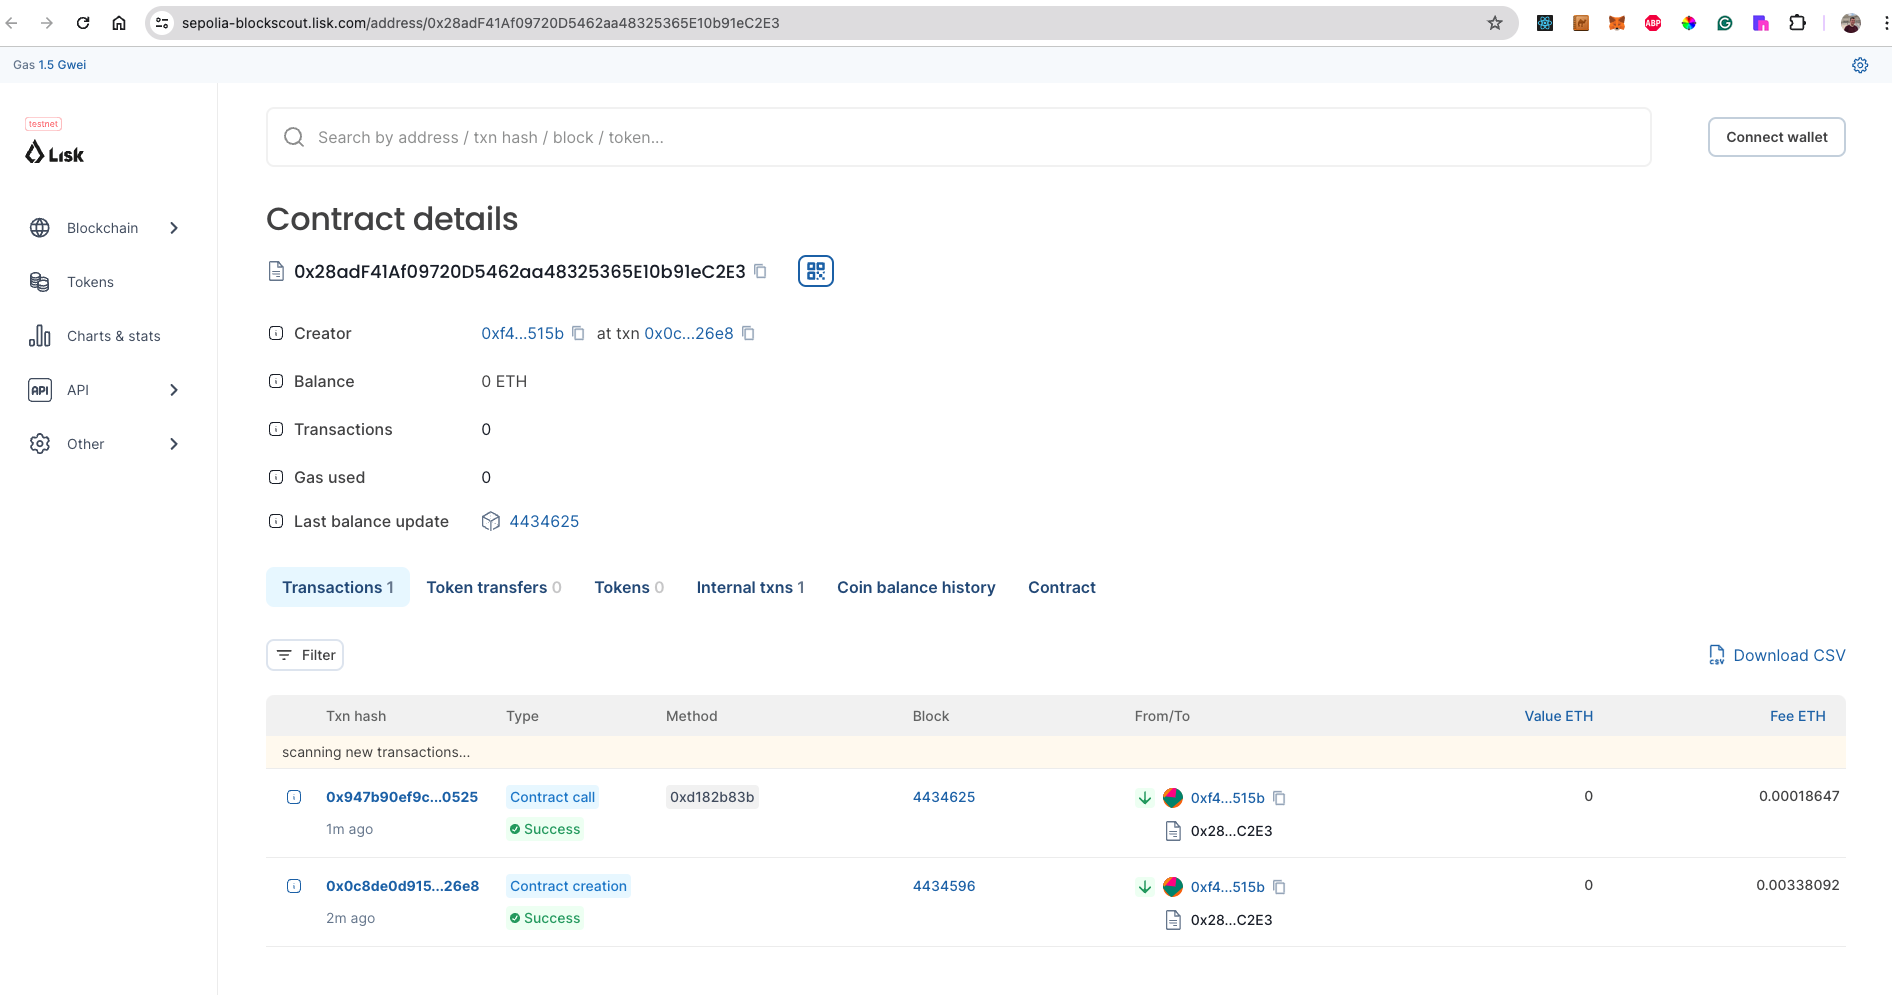 sepolia-blockscout.lisk.com/address/0x28adF41Af09720D5462aa48325365E10b91eC2E3
ABP
Gas 1.5 Gwei
testnet
Lisk
Search by address / txn hash / block / token...
Connect wallet
Blockchain
Tokens
Charts & stats
API API
Other
Contract details
0x28adF41Af09720D5462aa48325365E10b91eC2E3
Creator 0xf4...515b at txn 0x0c...26e8
Balance 0 ETH
Transactions 0
Gas used 0
Last balance update 4434625
Transactions 1 Token transfers 0 Tokens 0 Internal txns 1 Coin balance history Contract
Filter
CSV Download CSV
Txn hash Type Method Block From/To Value ETH Fee ETH
scanning new transactions...
0x947b90ef9c...0525 Contract call 0xd182b83b 4434625 0xf4...515b 0 0.00018647
1m ago Success 0x28...C2E3
0x0c8de0d915...26e8 Contract creation 4434596 0xf4...515b 0 0.00338092
2m ago Success 0x28...C2E3